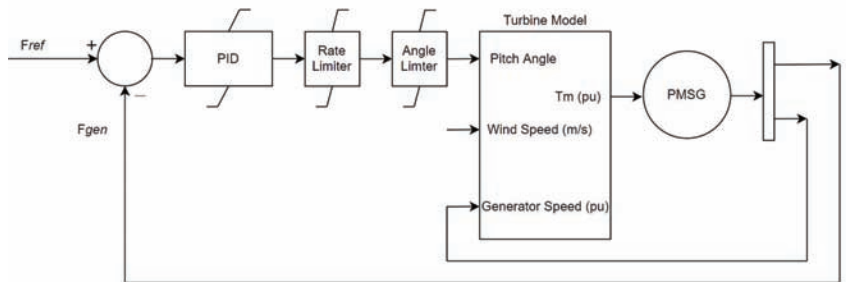 Turbine Model
Fref
+
PID
Rate
Limiter
Angle
Limter
Pitch Angle
Tm (pu)
PMSG
_
Fgen
Wind Speed (m/s)
Generator Speed (pu)